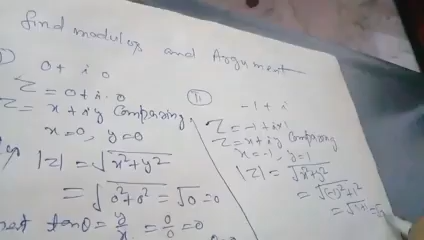 find modulus and Argument
0 + i 0
Z = 0 + i . 0
Z = x + iy Comparing,
x = 0, y = 0
|Z| = √x²+y²
= √0²+0² = √0 = 0
tanθ = y/x = 0/0 = 0
(ii) -1 + i
Z = -1 + i×1
Z = x + iy Comparing
x = -1, y = 1
|Z| = √x²+y²
= √(-1)²+1²
= √1+1 = √2